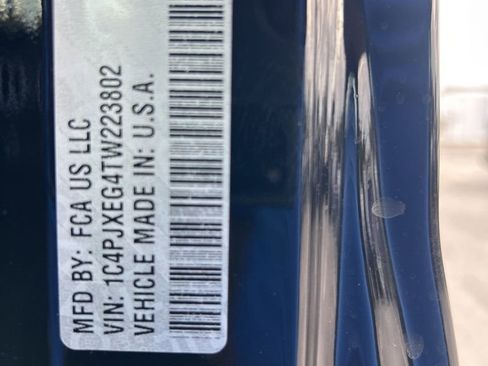 MFD BY: FCA US LLC
VIN: 1C4PJXEG4TW223802
VEHICLE MADE IN: U.S.A.